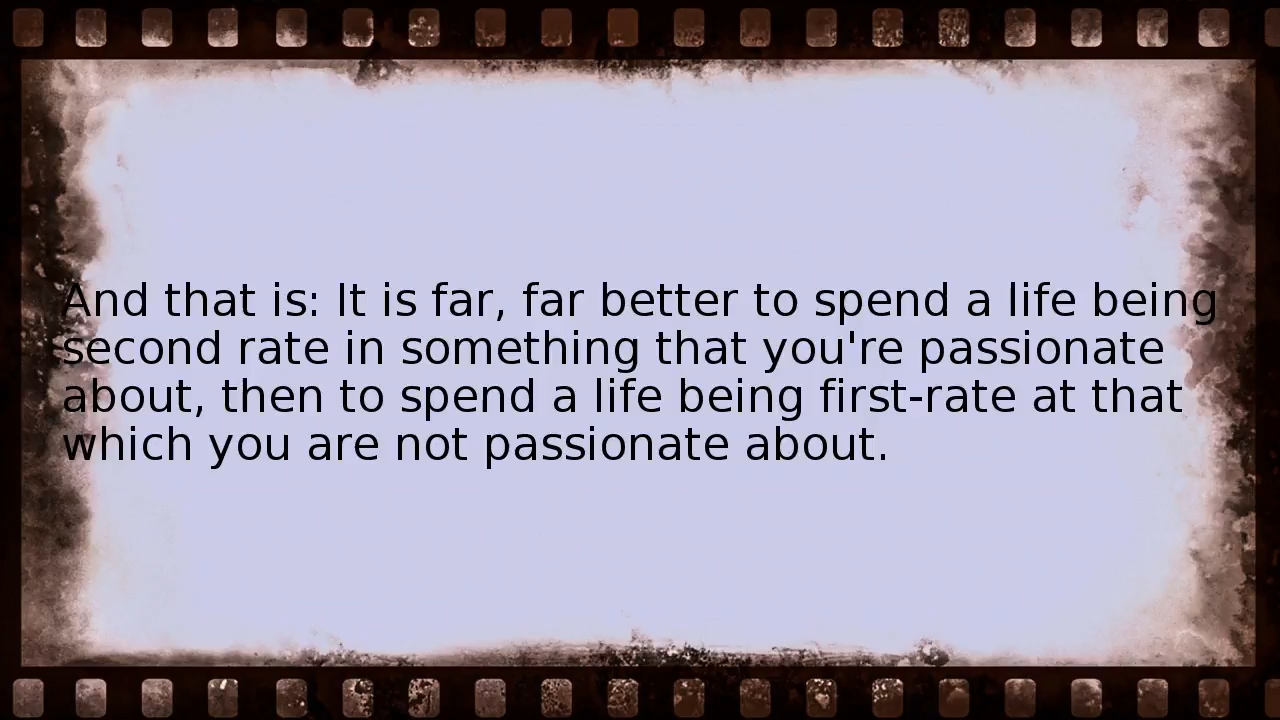 And that is: It is far, far better to spend a life being
second rate in something that you're passionate
about, then to spend a life being first-rate at that
which you are not passionate about.